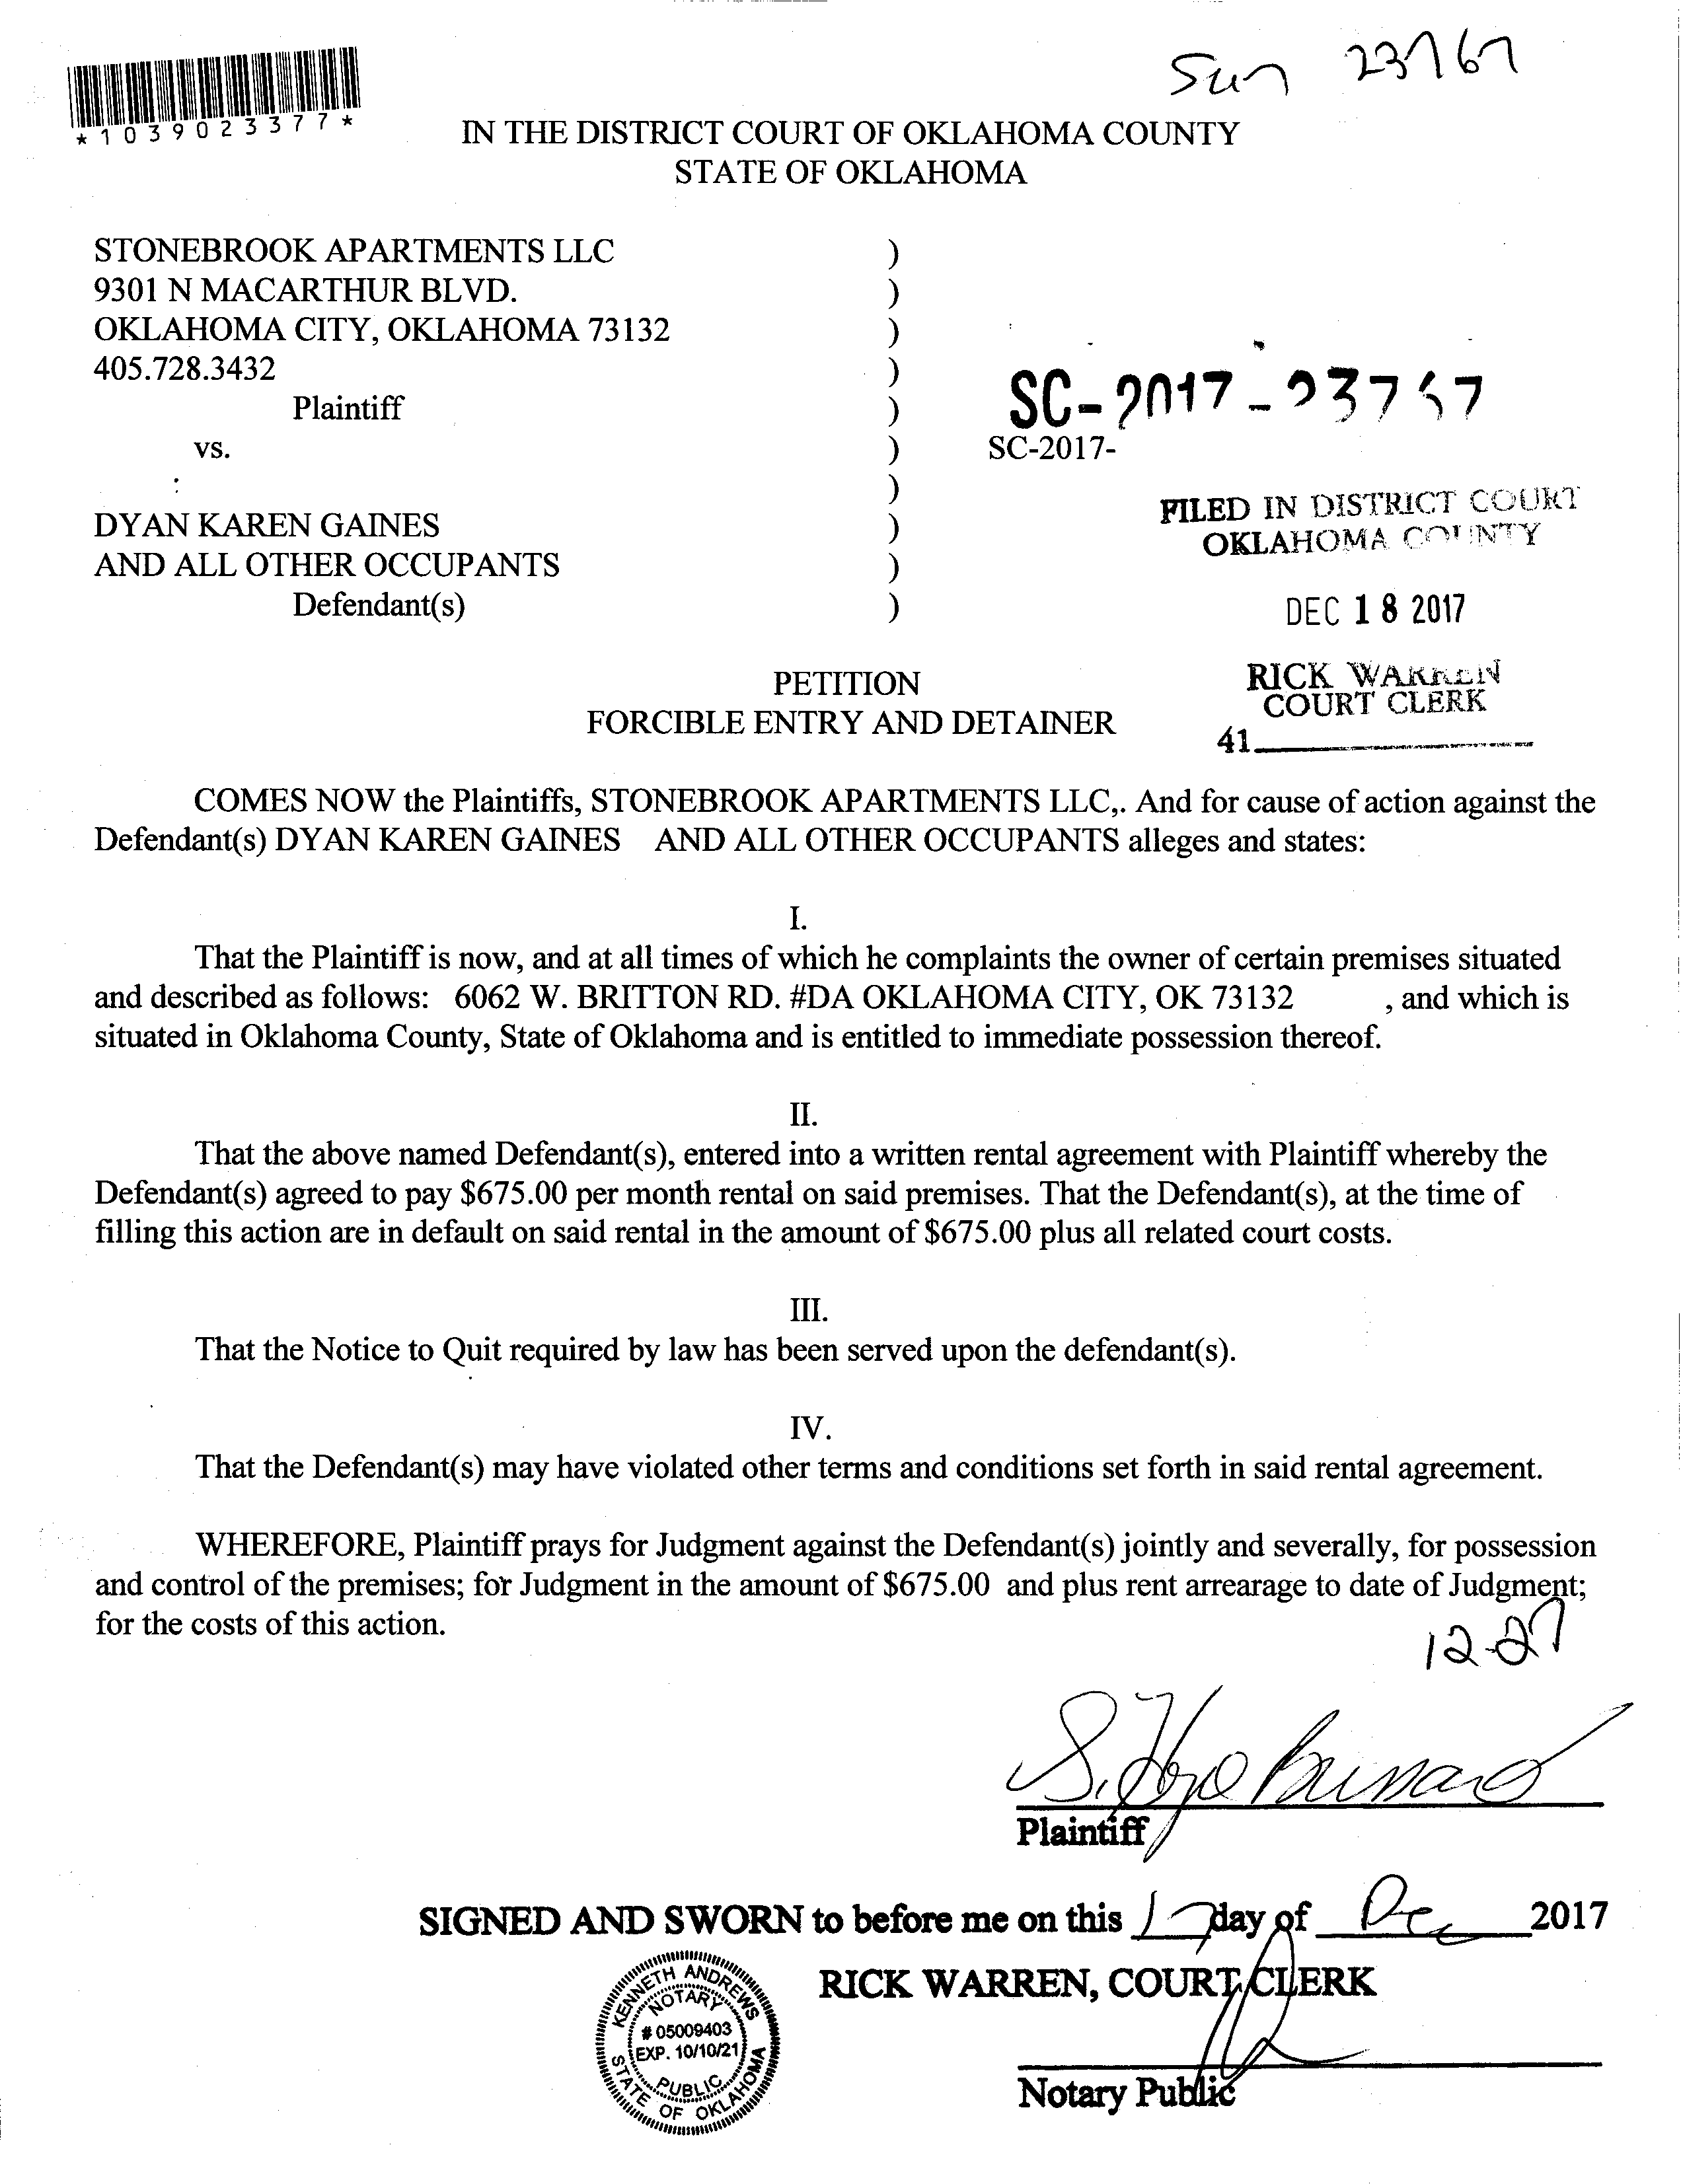 *1039023377*
23767
IN THE DISTRICT COURT OF OKLAHOMA COUNTY
STATE OF OKLAHOMA
STONEBROOK APARTMENTS LLC )
9301 N MACARTHUR BLVD. )
OKLAHOMA CITY, OKLAHOMA 73132 )
405.728.3432 )
Plaintiff )
vs. )
)
DYAN KAREN GAINES )
AND ALL OTHER OCCUPANTS )
Defendant(s) )
SC-2017-23767
SC-2017-
FILED IN DISTRICT COURT
OKLAHOMA COUNTY
DEC 18 2017
RICK WARREN
COURT CLERK
41
PETITION
FORCIBLE ENTRY AND DETAINER
COMES NOW the Plaintiffs, STONEBROOK APARTMENTS LLC,. And for cause of action against the
Defendant(s) DYAN KAREN GAINES AND ALL OTHER OCCUPANTS alleges and states:
I.
That the Plaintiff is now, and at all times of which he complaints the owner of certain premises situated
and described as follows: 6062 W. BRITTON RD. #DA OKLAHOMA CITY, OK 73132 , and which is
situated in Oklahoma County, State of Oklahoma and is entitled to immediate possession thereof.
II.
That the above named Defendant(s), entered into a written rental agreement with Plaintiff whereby the
Defendant(s) agreed to pay $675.00 per month rental on said premises. That the Defendant(s), at the time of
filling this action are in default on said rental in the amount of $675.00 plus all related court costs.
III.
That the Notice to Quit required by law has been served upon the defendant(s).
IV.
That the Defendant(s) may have violated other terms and conditions set forth in said rental agreement.
WHEREFORE, Plaintiff prays for Judgment against the Defendant(s) jointly and severally, for possession
and control of the premises; for Judgment in the amount of $675.00 and plus rent arrearage to date of Judgment;
for the costs of this action.
12-27
Plaintiff
SIGNED AND SWORN to before me on this 17 day of Dec 2017
RICK WARREN, COURT CLERK
KENNETH ANDREWS
NOTARY
# 05009403
EXP. 10/10/21
PUBLIC
STATE OF OKLAHOMA
Notary Public